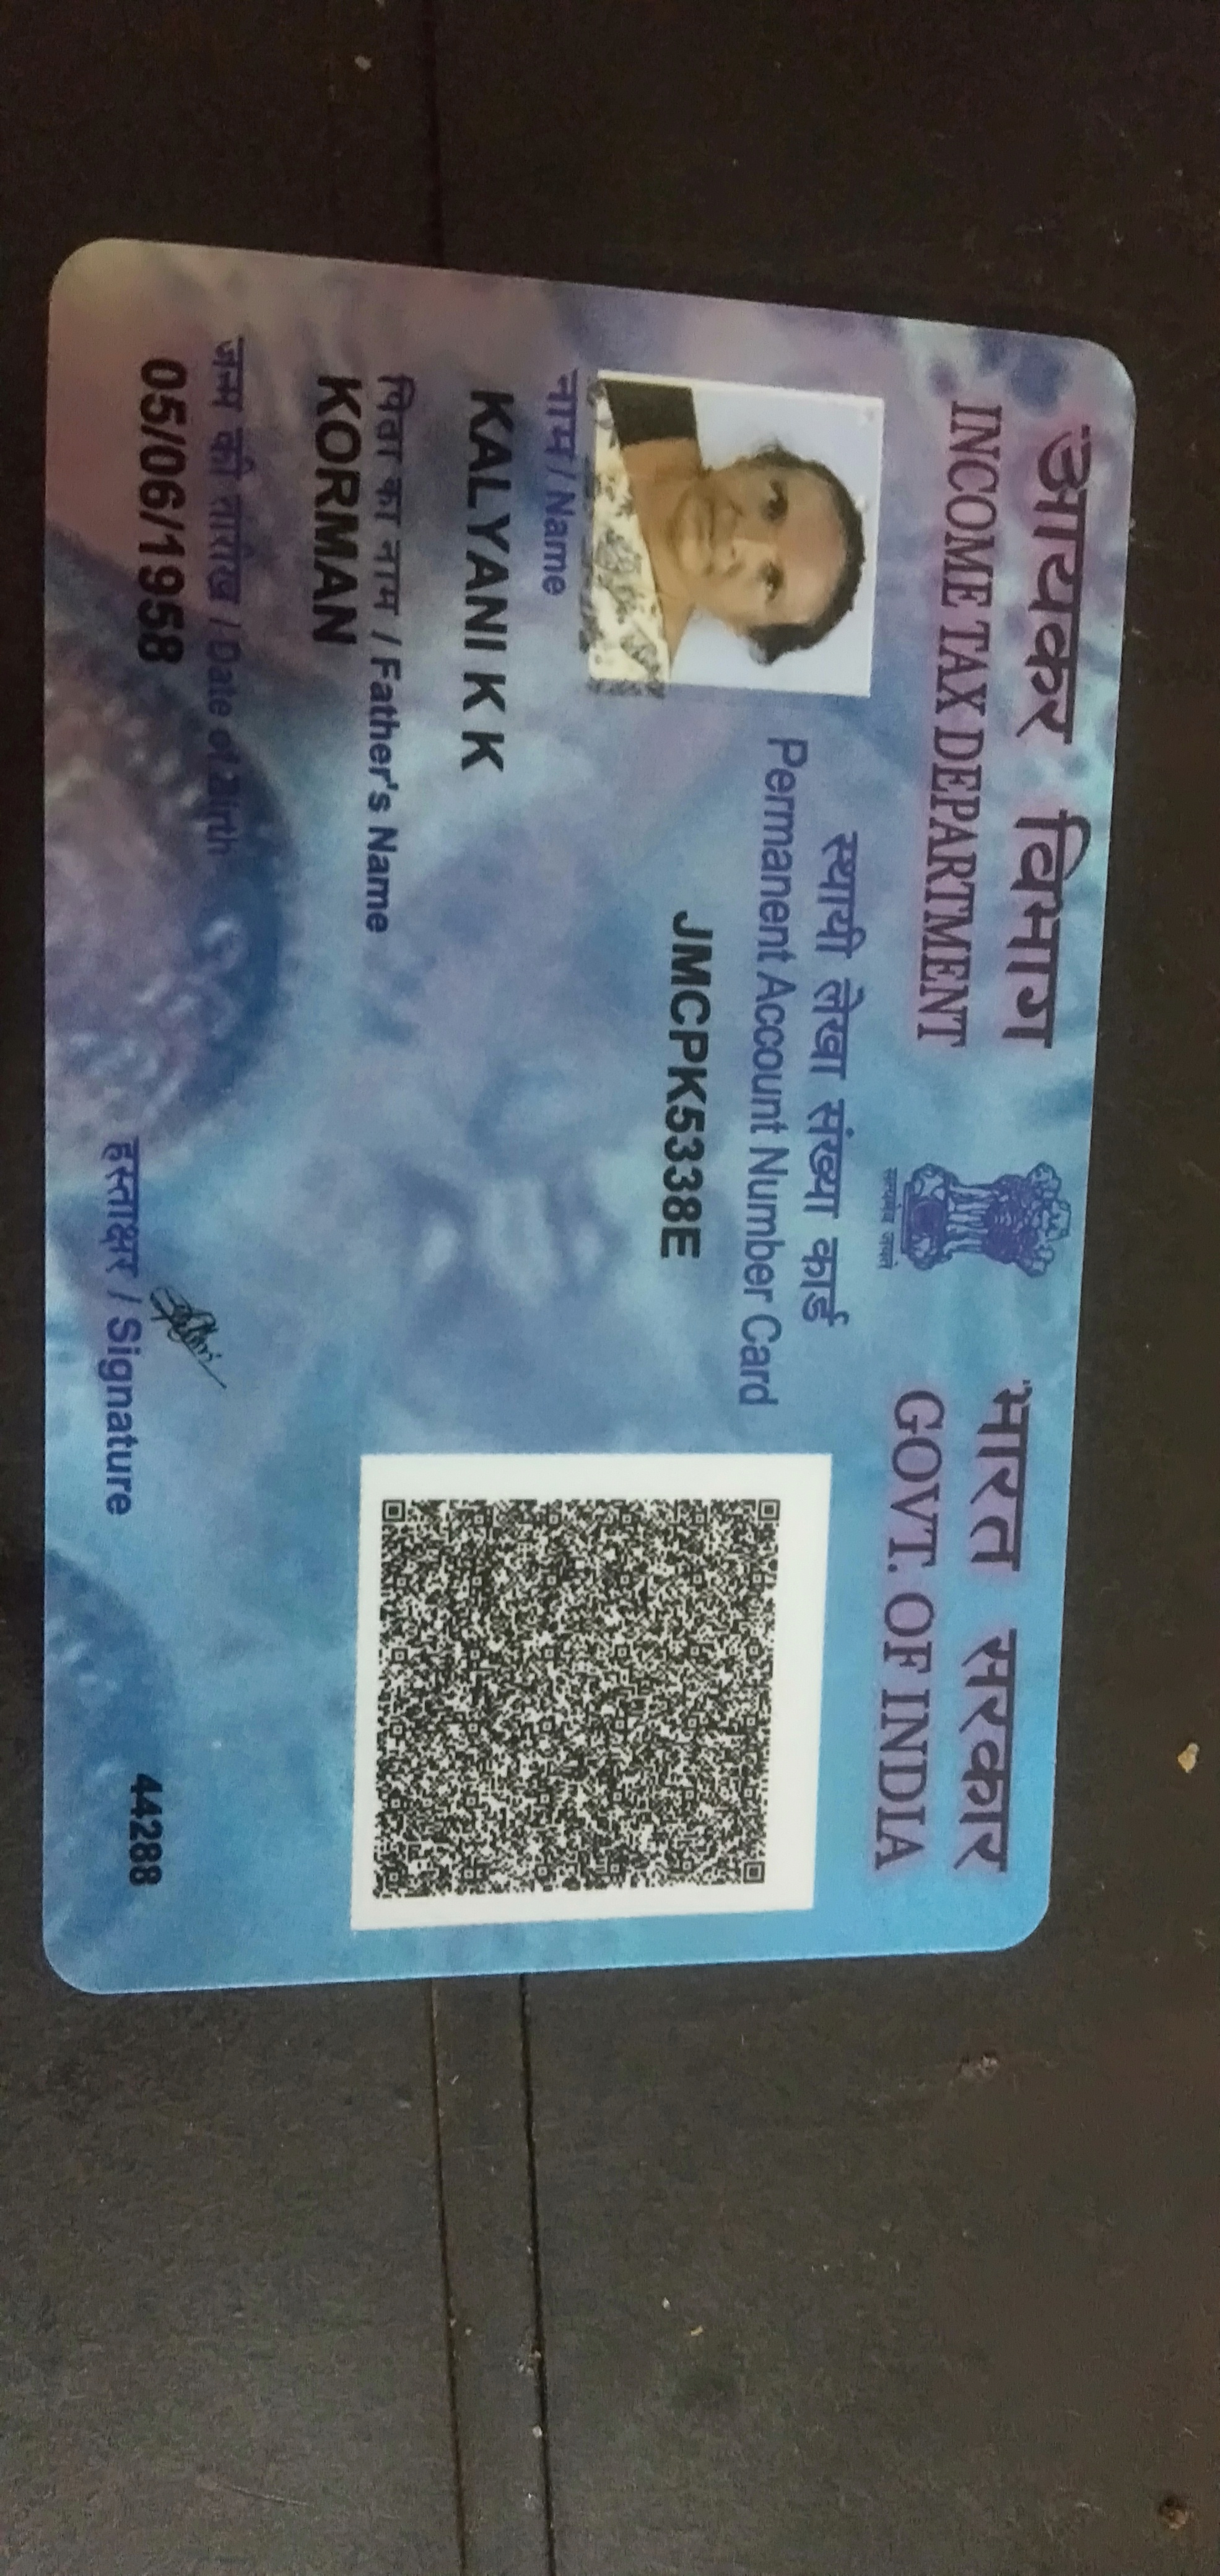 आयकर विभाग
INCOME TAX DEPARTMENT
सत्यमेव जयते
भारत सरकार
GOVT. OF INDIA
स्थायी लेखा संख्या कार्ड
Permanent Account Number Card
JMCPK5338E
नाम / Name
KALYANI K K
पिता का नाम / Father's Name
KORMAN
जन्म की तारीख / Date of Birth
05/06/1958
हस्ताक्षर / Signature
44288